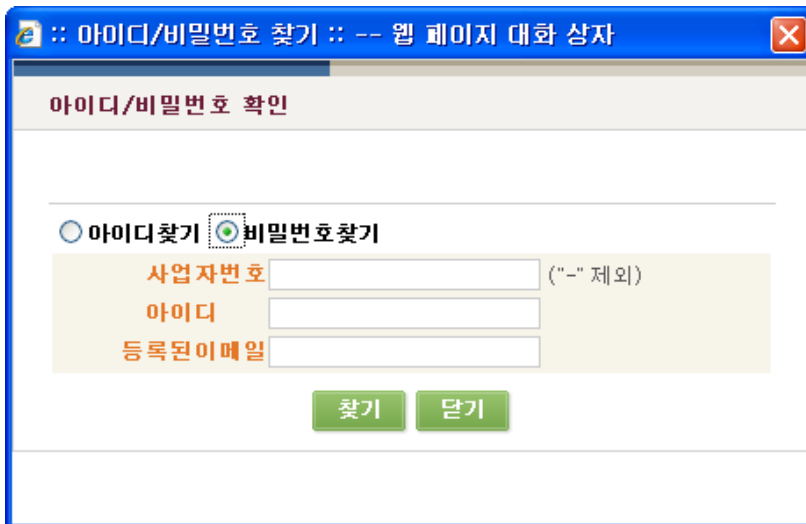 :: 아이디/비밀번호 찾기 :: -- 웹 페이지 대화 상자
아이디/비밀번호 확인
아이디찾기 비밀번호찾기
사업자번호 ("-" 제외)
아이디
등록된이메일
찾기 닫기